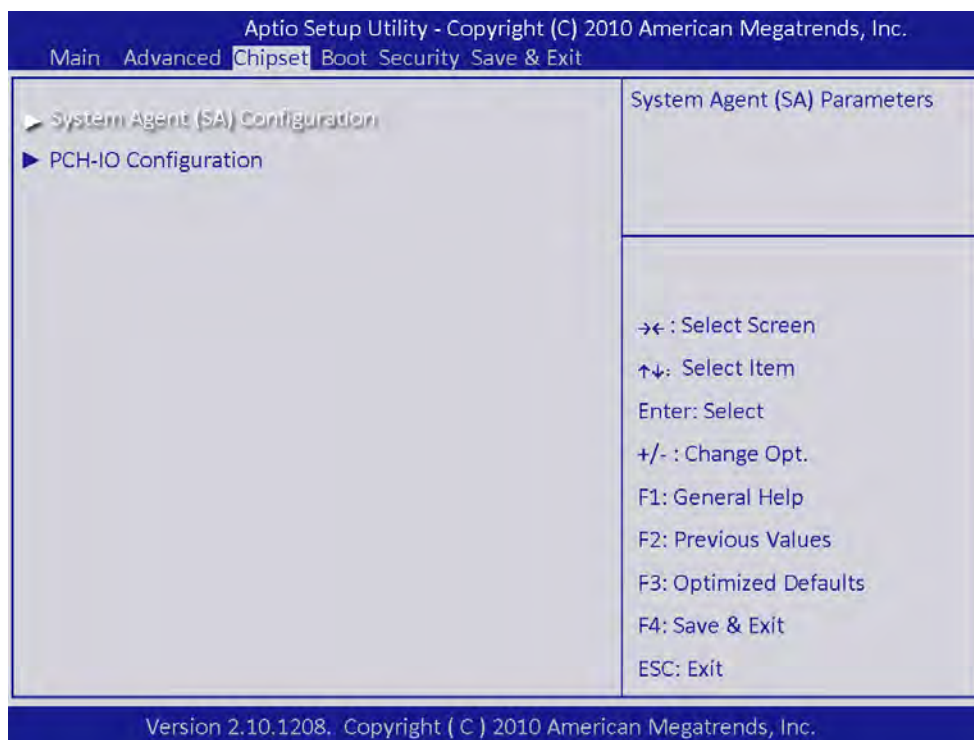 Aptio Setup Utility - Copyright (C) 2010 American Megatrends, Inc.
Main Advanced Chipset Boot Security Save & Exit
► System Agent (SA) Configuration
► PCH-IO Configuration
System Agent (SA) Parameters
→← : Select Screen
↑↓: Select Item
Enter: Select
+/- : Change Opt.
F1: General Help
F2: Previous Values
F3: Optimized Defaults
F4: Save & Exit
ESC: Exit
Version 2.10.1208. Copyright ( C ) 2010 American Megatrends, Inc.